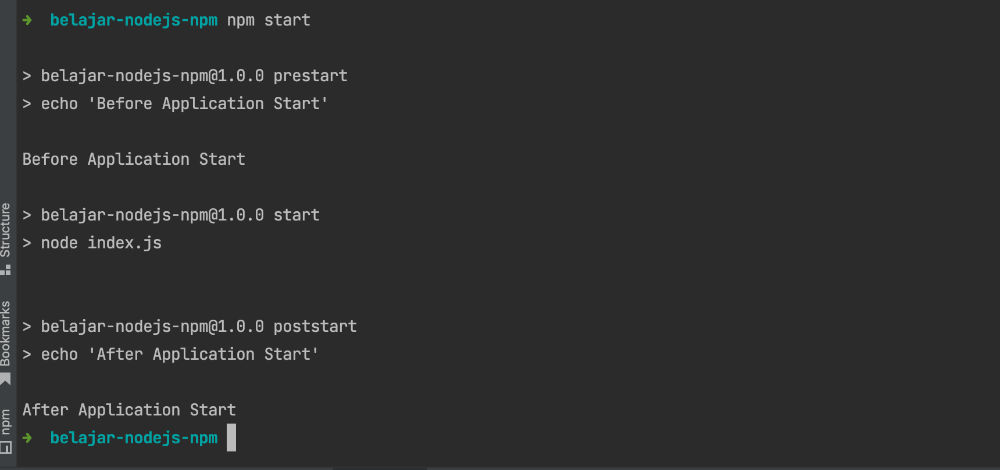 ➔ belajar-nodejs-npm npm start
> belajar-nodejs-npm@1.0.0 prestart
> echo 'Before Application Start'
Before Application Start
> belajar-nodejs-npm@1.0.0 start
> node index.js
> belajar-nodejs-npm@1.0.0 poststart
> echo 'After Application Start'
After Application Start
➔ belajar-nodejs-npm
Structure
Bookmarks
npm